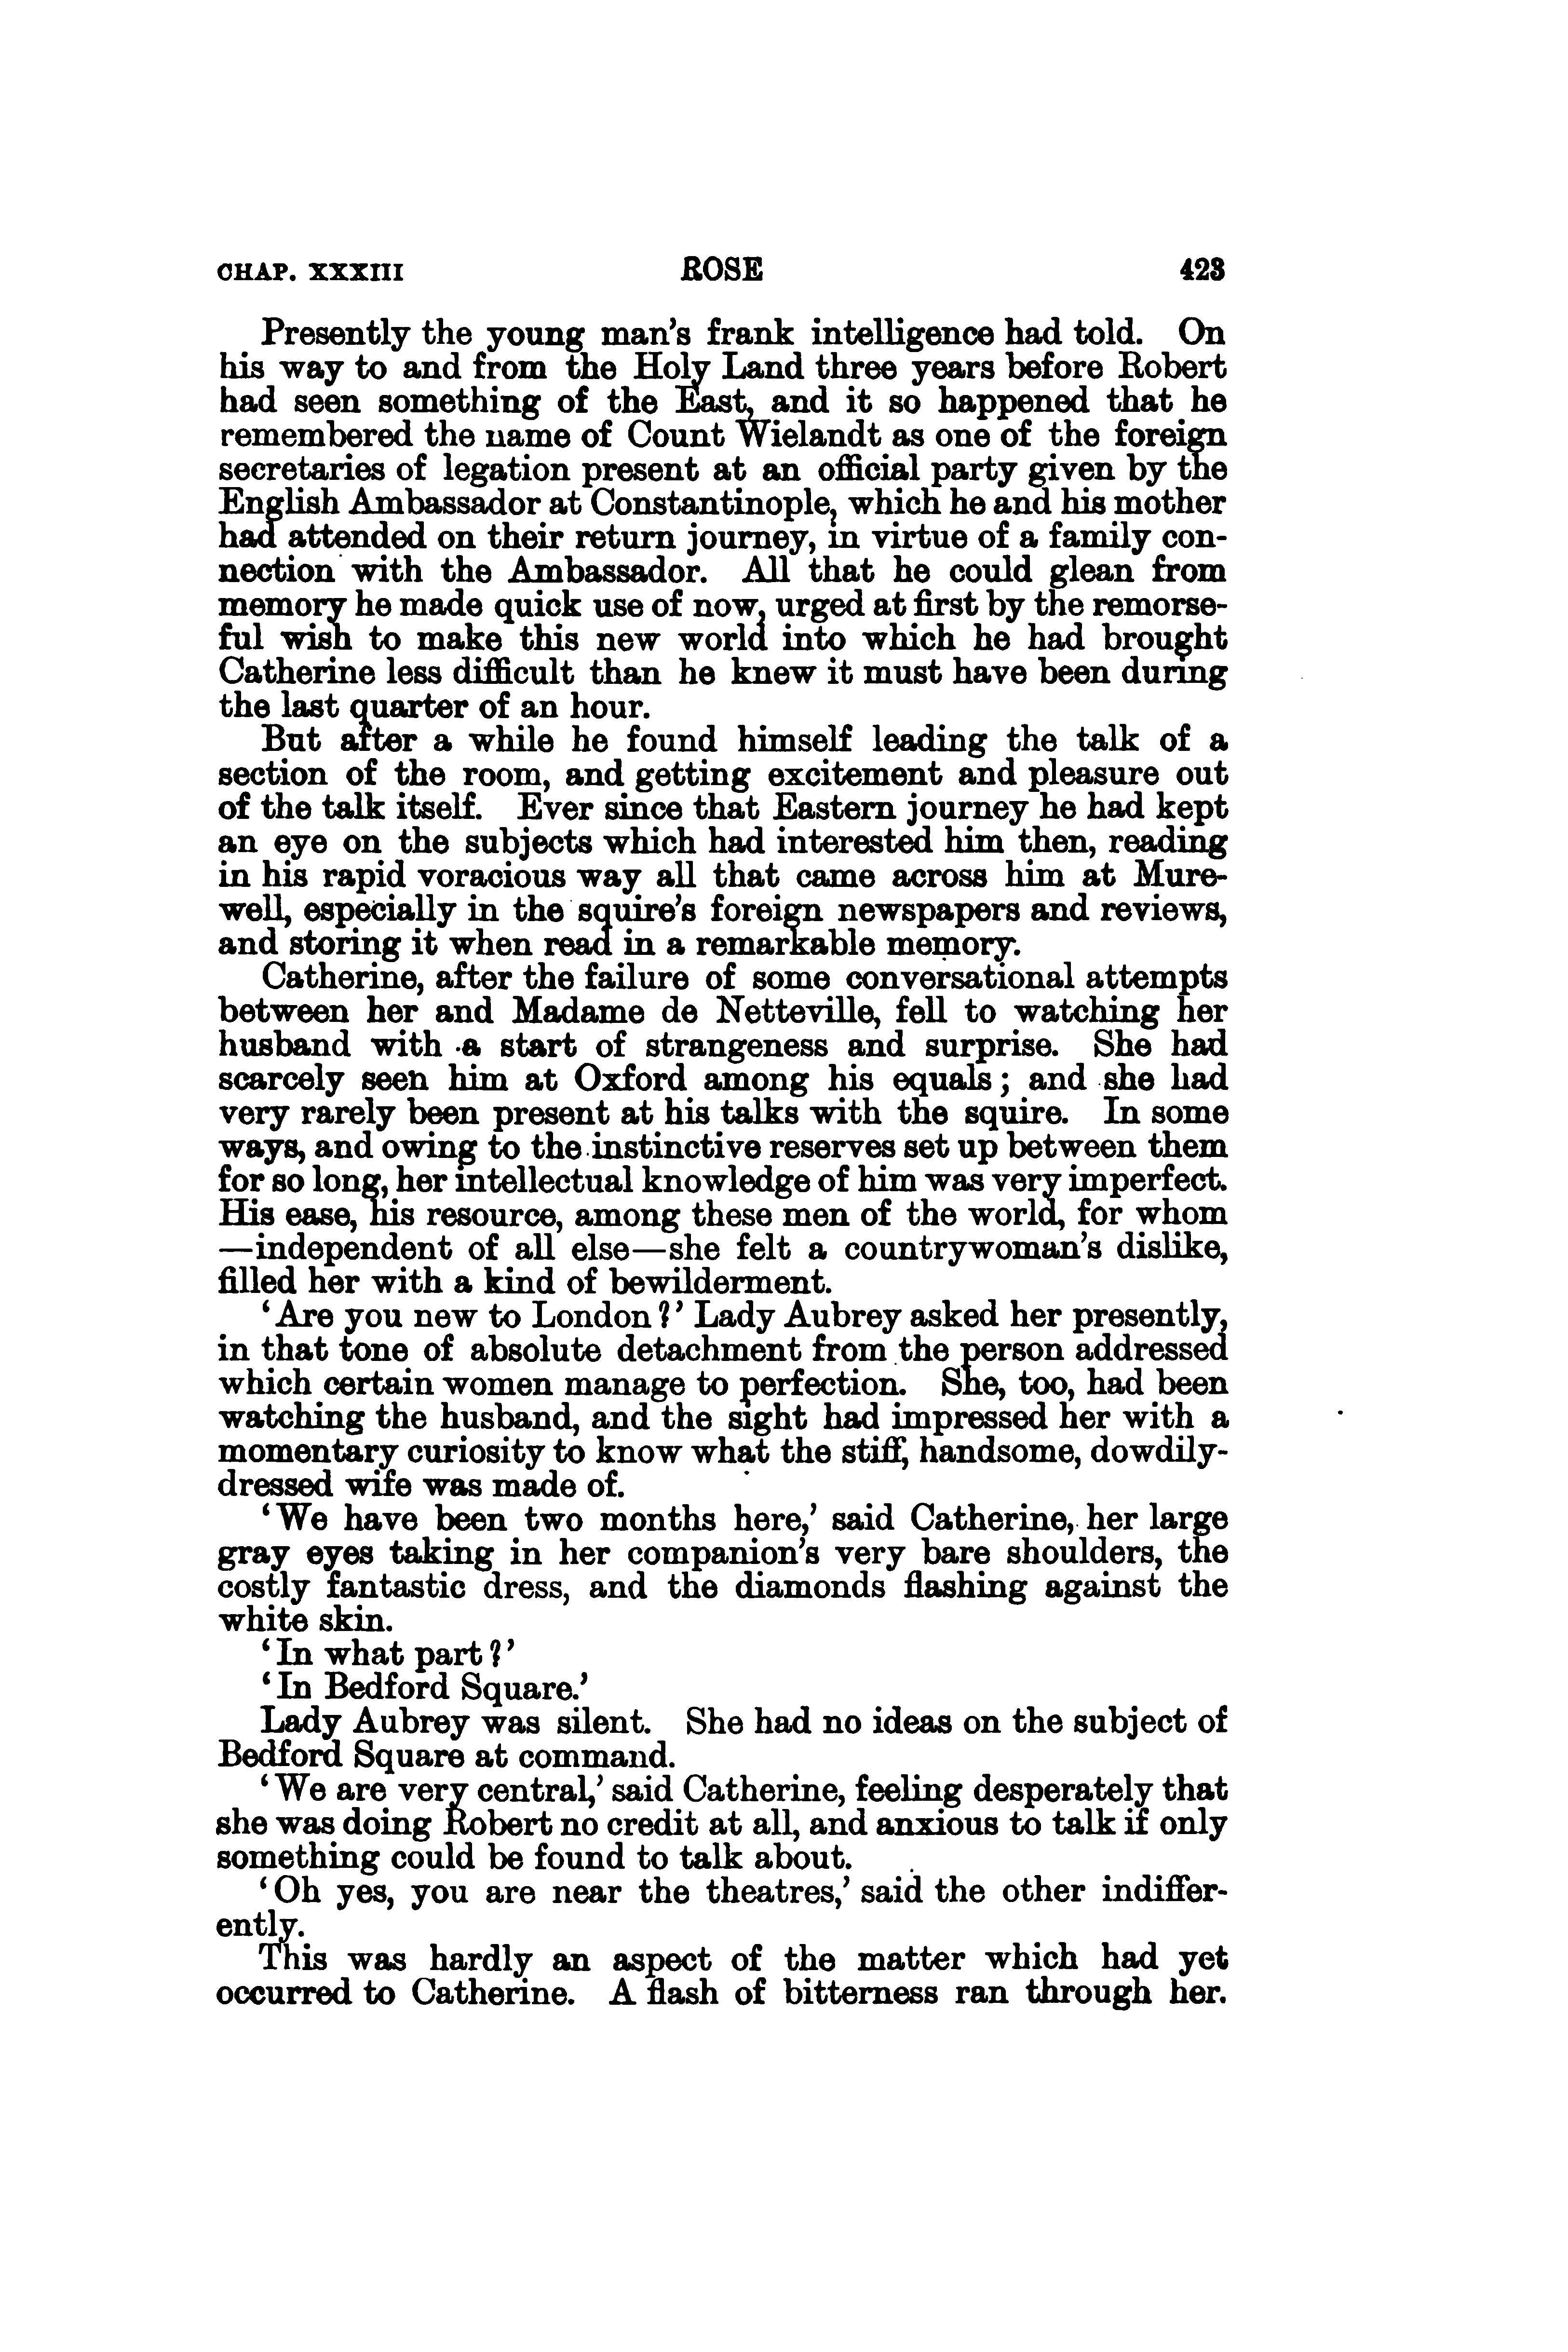 CHAP. XXXIII ROSE 423
Presently the young man's frank intelligence had told. On
his way to and from the Holy Land three years before Robert
had seen something of the East, and it so happened that he
remembered the name of Count Wielandt as one of the foreign
secretaries of legation present at an official party given by the
English Ambassador at Constantinople, which he and his mother
had attended on their return journey, in virtue of a family con-
nection with the Ambassador. All that he could glean from
memory he made quick use of now, urged at first by the remorse-
ful wish to make this new world into which he had brought
Catherine less difficult than he knew it must have been during
the last quarter of an hour.
But after a while he found himself leading the talk of a
section of the room, and getting excitement and pleasure out
of the talk itself. Ever since that Eastern journey he had kept
an eye on the subjects which had interested him then, reading
in his rapid voracious way all that came across him at Mure-
well, especially in the squire's foreign newspapers and reviews,
and storing it when read in a remarkable memory.
Catherine, after the failure of some conversational attempts
between her and Madame de Netteville, fell to watching her
husband with a start of strangeness and surprise. She had
scarcely seen him at Oxford among his equals; and she had
very rarely been present at his talks with the squire. In some
ways, and owing to the instinctive reserves set up between them
for so long, her intellectual knowledge of him was very imperfect.
His ease, his resource, among these men of the world, for whom
—independent of all else—she felt a countrywoman's dislike,
filled her with a kind of bewilderment.
'Are you new to London?' Lady Aubrey asked her presently,
in that tone of absolute detachment from the person addressed
which certain women manage to perfection. She, too, had been
watching the husband, and the sight had impressed her with a
momentary curiosity to know what the stiff, handsome, dowdily-
dressed wife was made of.
'We have been two months here,' said Catherine, her large
gray eyes taking in her companion's very bare shoulders, the
costly fantastic dress, and the diamonds flashing against the
white skin.
'In what part?'
'In Bedford Square.'
Lady Aubrey was silent. She had no ideas on the subject of
Bedford Square at command.
'We are very central,' said Catherine, feeling desperately that
she was doing Robert no credit at all, and anxious to talk if only
something could be found to talk about.
'Oh yes, you are near the theatres,' said the other indiffer-
ently.
This was hardly an aspect of the matter which had yet
occurred to Catherine. A flash of bitterness ran through her.